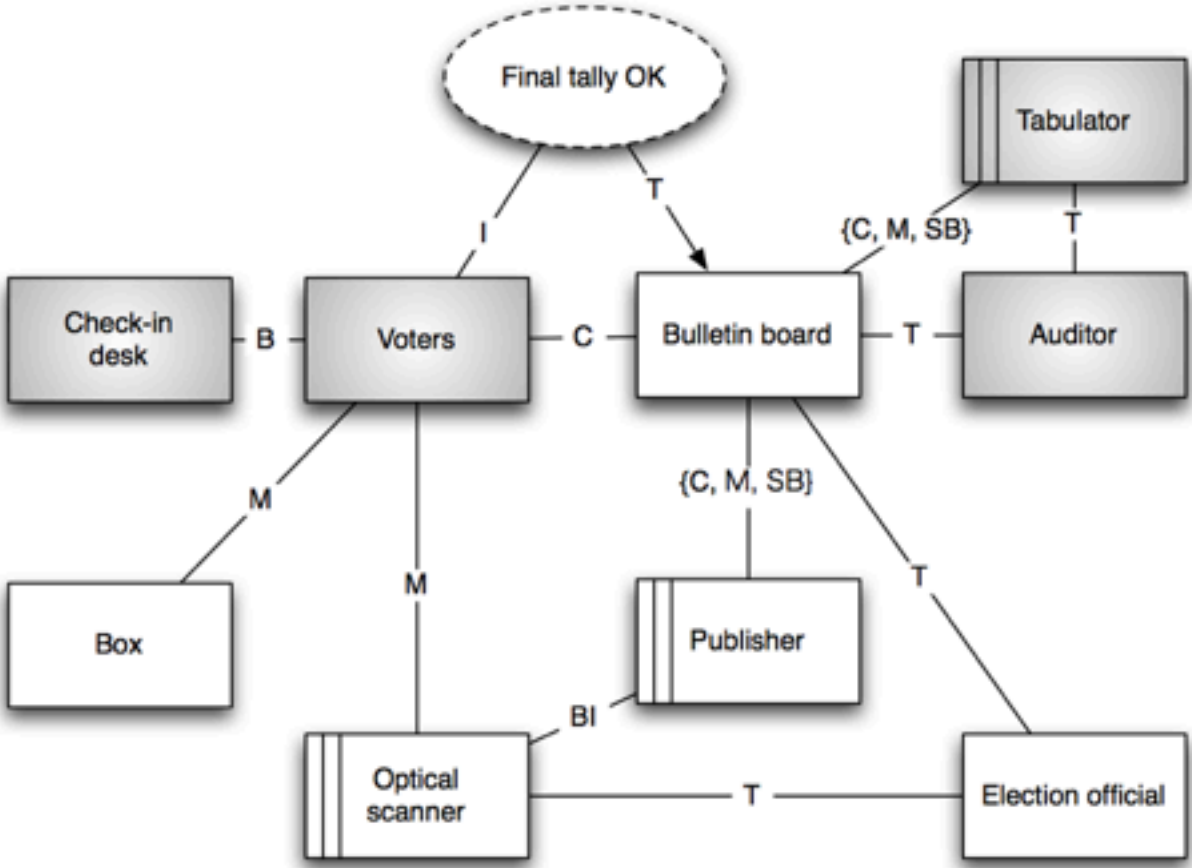 Final tally OK
Tabulator
T
I
{C, M, SB}
T
Check-in
desk
B
Voters
C
Bulletin board
T
Auditor
M
{C, M, SB}
M
T
Box
Publisher
BI
Optical
scanner
T
Election official